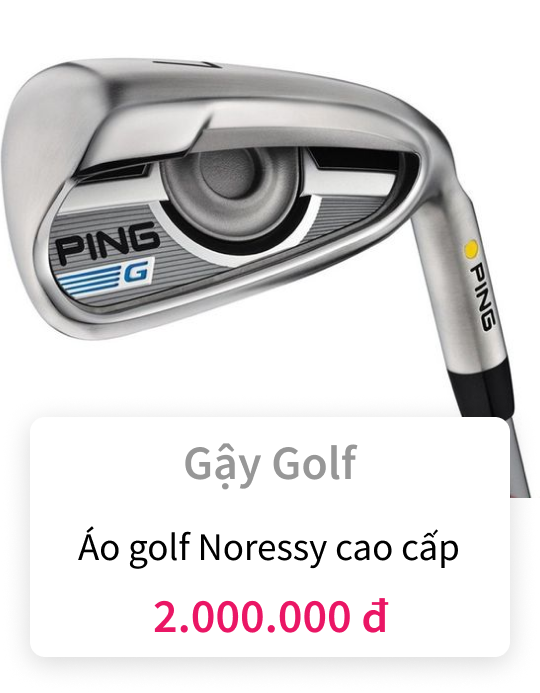 PING
G
PING
Gậy Golf
Áo golf Noressy cao cấp
2.000.000 đ